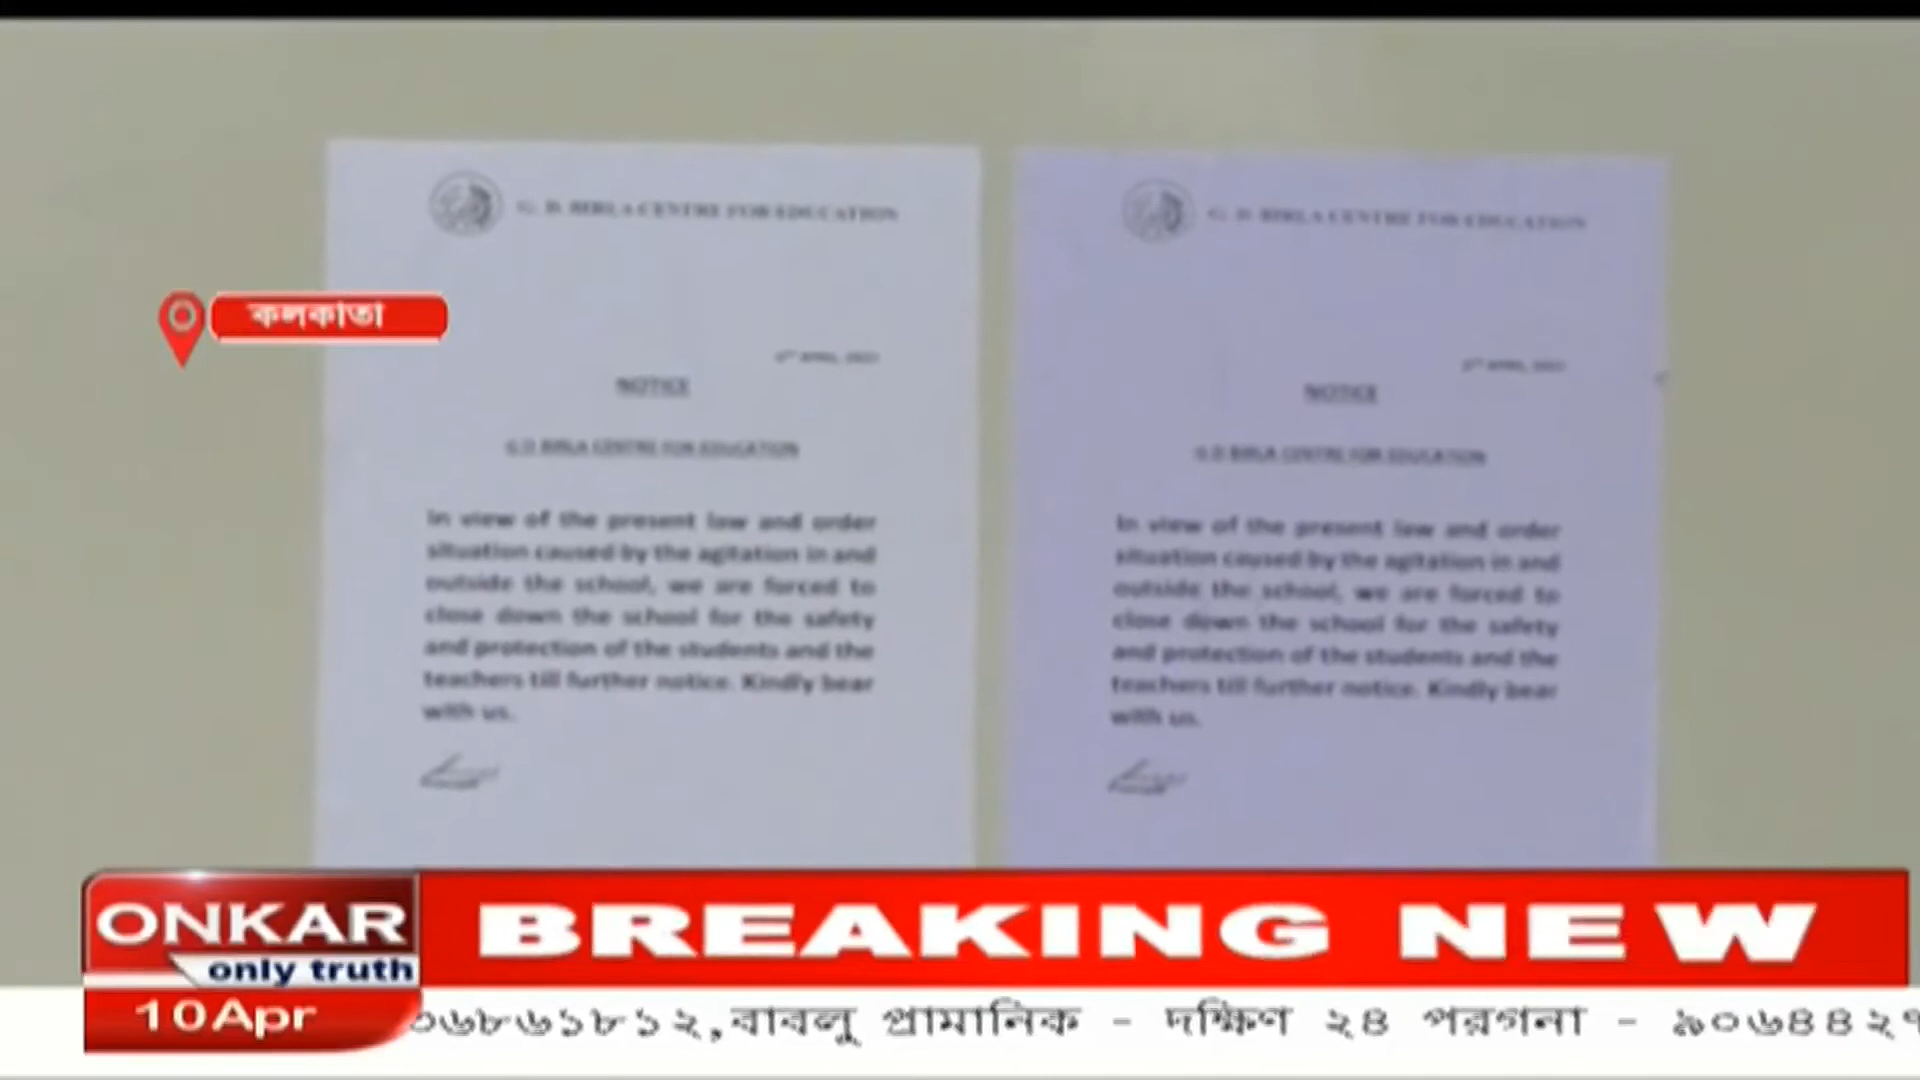 G. D. BIRLA CENTRE FOR EDUCATION
NOTICE
G.D BIRLA CENTRE FOR EDUCATION
In view of the present law and order
situation caused by the agitation in and
outside the school, we are forced to
close down the school for the safety
and protection of the students and the
teachers till further notice. Kindly bear
with us.
G. D. BIRLA CENTRE FOR EDUCATION
NOTICE
G.D BIRLA CENTRE FOR EDUCATION
In view of the present law and order
situation caused by the agitation in and
outside the school, we are forced to
close down the school for the safety
and protection of the students and the
teachers till further notice. Kindly bear
with us.
কলকাতা
ONKAR
only truth
BREAKING NEW
10 Apr
৬৮৬১৮১২, বাবলু প্রামানিক - দক্ষিণ ২৪ পরগনা - ৯০৬৪৪২